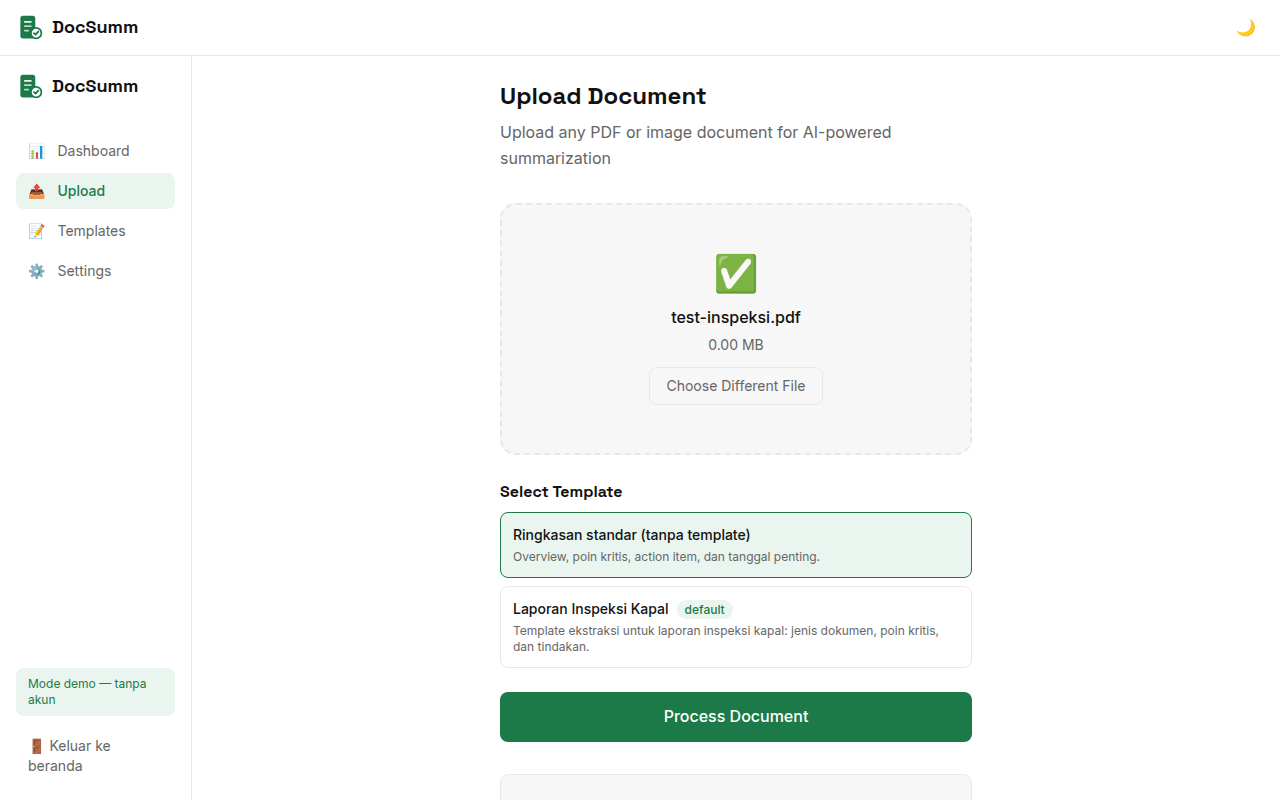 DocSumm
DocSumm
Dashboard
Upload
Templates
Settings
Mode demo — tanpa
akun
Keluar ke
beranda
Upload Document
Upload any PDF or image document for AI-powered
summarization
test-inspeksi.pdf
0.00 MB
Choose Different File
Select Template
Ringkasan standar (tanpa template)
Overview, poin kritis, action item, dan tanggal penting.
Laporan Inspeksi Kapal default
Template ekstraksi untuk laporan inspeksi kapal: jenis dokumen, poin kritis,
dan tindakan.
Process Document